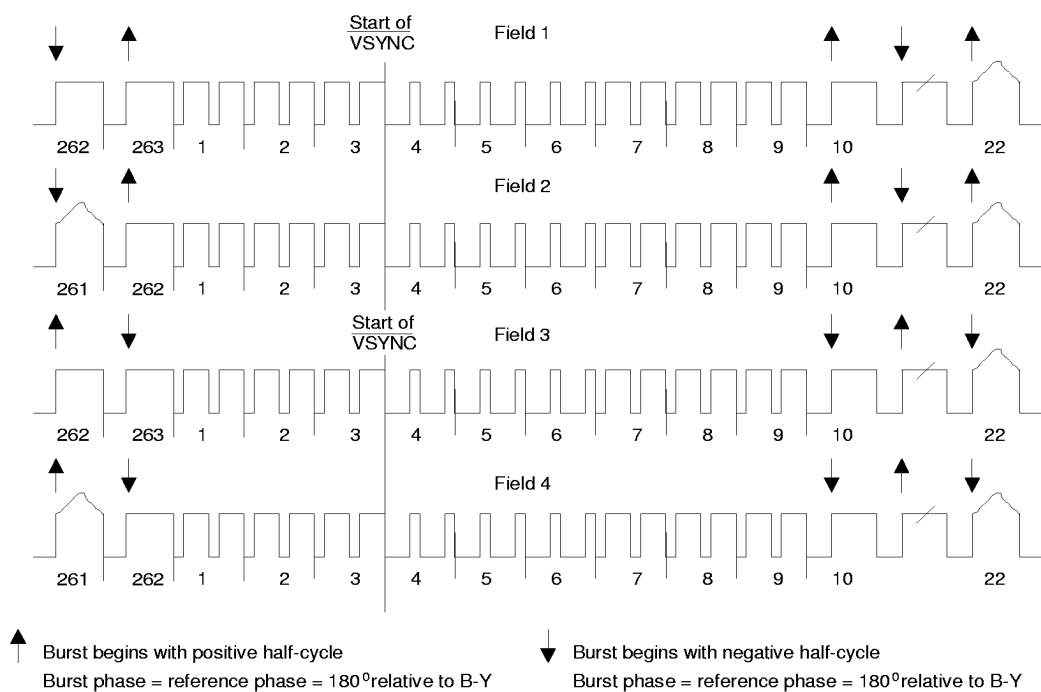 Start of
VSYNC
Field 1
262 263 1 2 3 4 5 6 7 8 9 10 22
Field 2
261 262 1 2 3 4 5 6 7 8 9 10 22
Start of
VSYNC
Field 3
262 263 1 2 3 4 5 6 7 8 9 10 22
Field 4
261 262 1 2 3 4 5 6 7 8 9 10 22
Burst begins with positive half-cycle
Burst phase = reference phase = 180⁰ relative to B-Y
Burst begins with negative half-cycle
Burst phase = reference phase = 180⁰ relative to B-Y